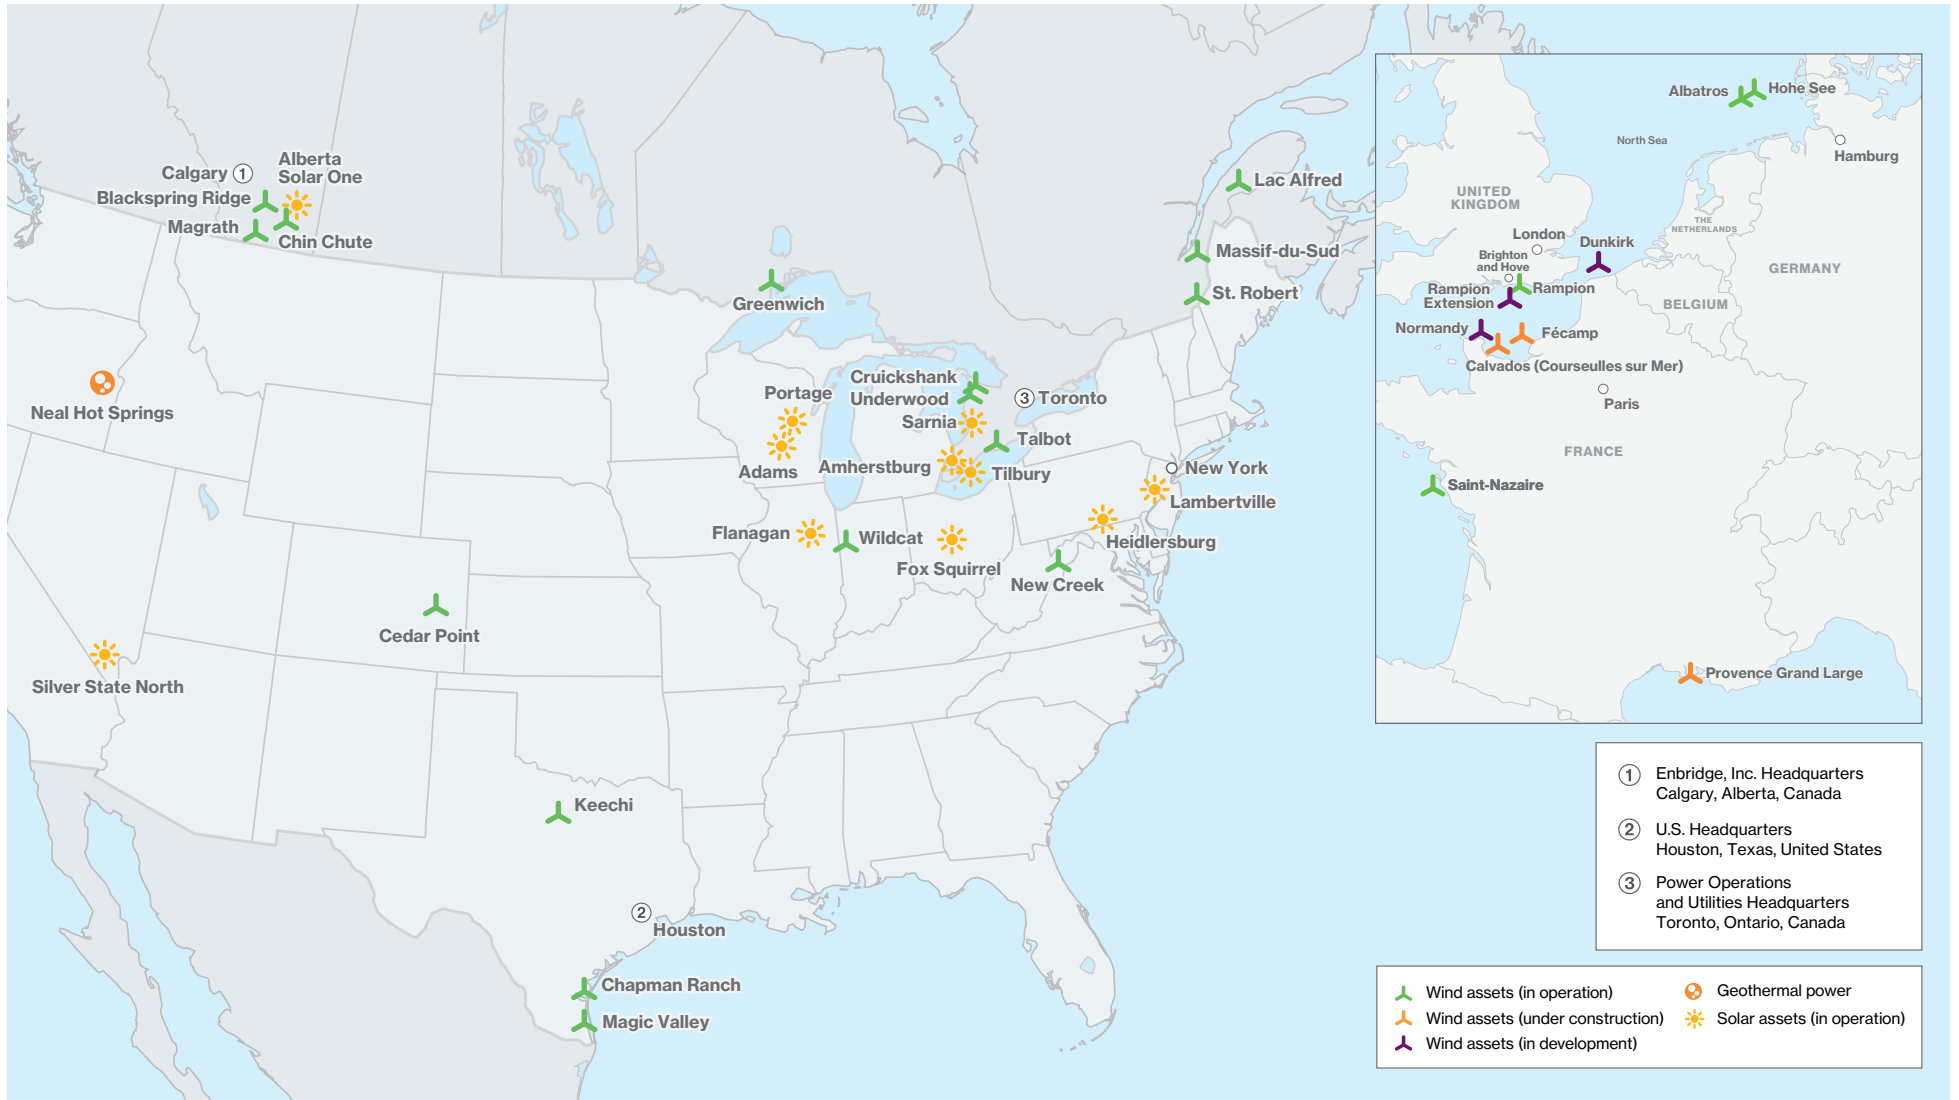 Calgary 1
Alberta
Solar One
Blackspring Ridge
Magrath
Chin Chute
Lac Alfred
Massif-du-Sud
St. Robert
Greenwich
Neal Hot Springs
Portage
Adams
Cruickshank
Underwood
Sarnia
3 Toronto
Talbot
Amherstburg
Tilbury
New York
Lambertville
Flanagan
Wildcat
Fox Squirrel
Heidlersburg
New Creek
Cedar Point
Silver State North
Keechi
2
Houston
Chapman Ranch
Magic Valley
Albatros
Hohe See
North Sea
Hamburg
UNITED
KINGDOM
London
THE
NETHERLANDS
Dunkirk
Brighton
and Hove
GERMANY
Rampion
Extension
Rampion
BELGIUM
Normandy
Fécamp
Calvados (Courseulles sur Mer)
Paris
FRANCE
Saint-Nazaire
Provence Grand Large
1 Enbridge, Inc. Headquarters
Calgary, Alberta, Canada
2 U.S. Headquarters
Houston, Texas, United States
3 Power Operations
and Utilities Headquarters
Toronto, Ontario, Canada
Wind assets (in operation)
Wind assets (under construction)
Wind assets (in development)
Geothermal power
Solar assets (in operation)